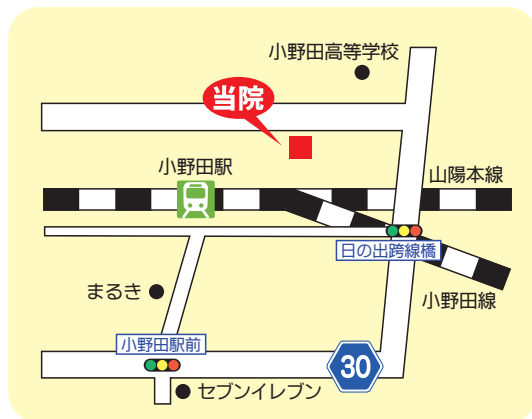 小野田高等学校
当院
小野田駅
山陽本線
日の出跨線橋
まるき
小野田線
小野田駅前
30
セブンイレブン